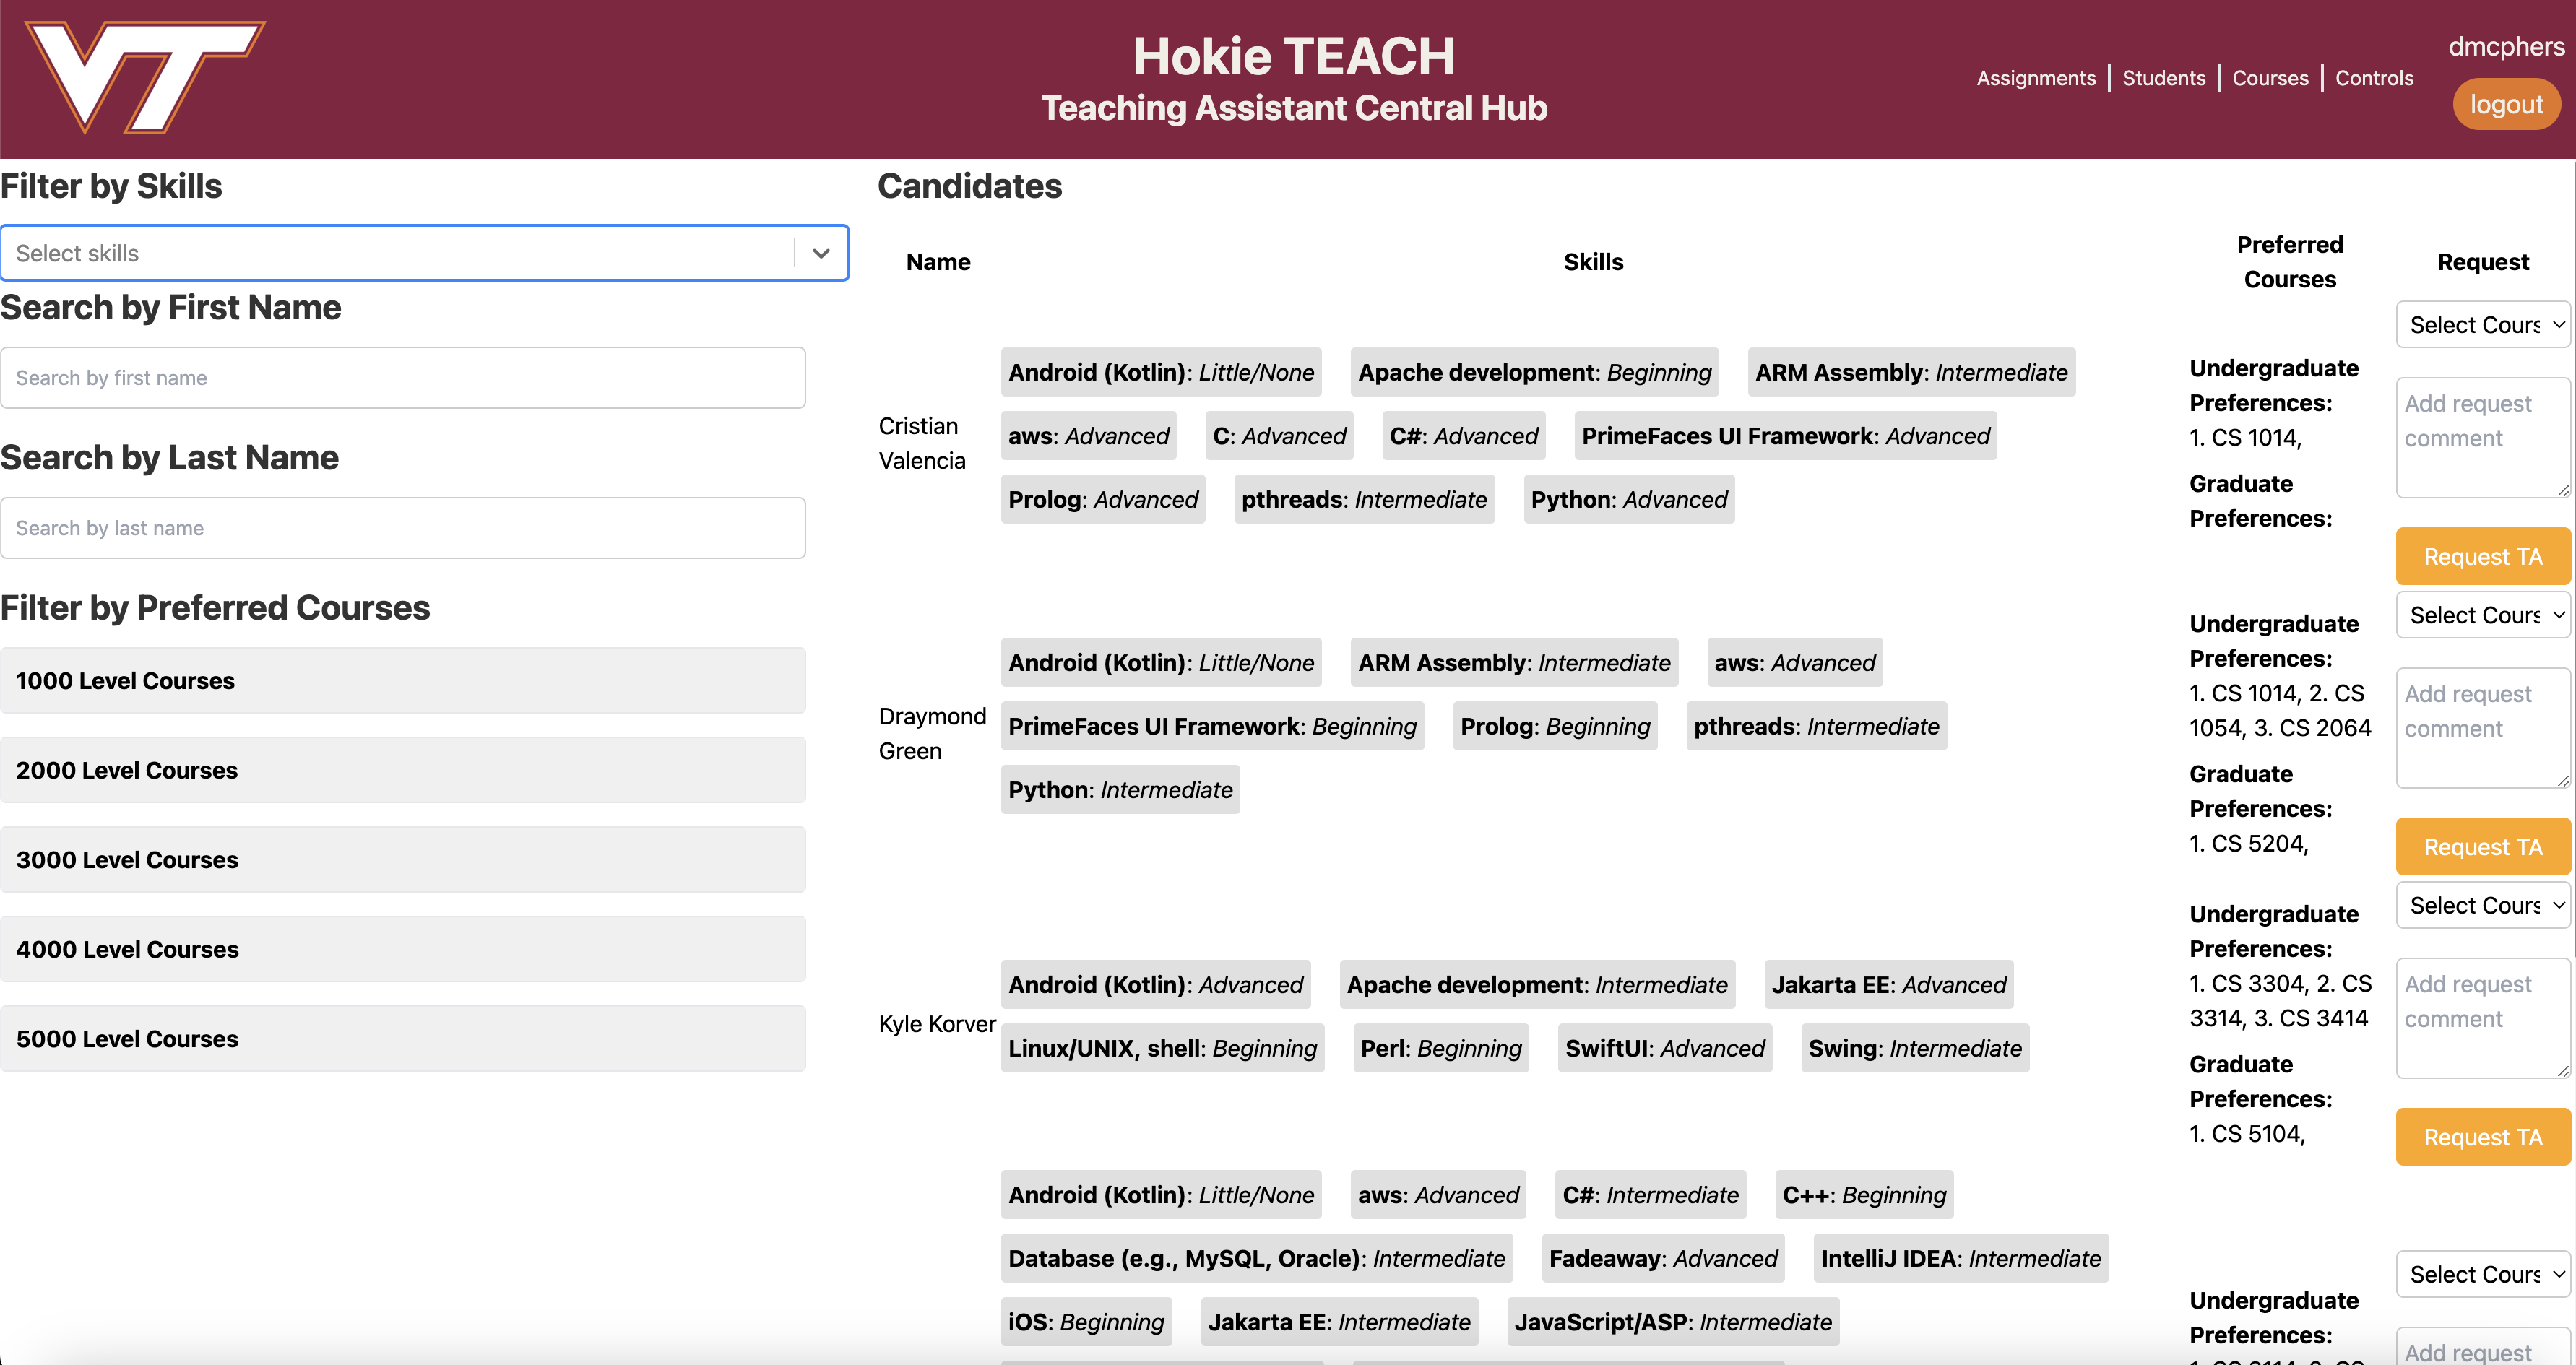 VT
Hokie TEACH
Teaching Assistant Central Hub
Assignments | Students | Courses | Controls
dmcphers
logout
Filter by Skills
Select skills
Search by First Name
Search by first name
Search by Last Name
Search by last name
Filter by Preferred Courses
1000 Level Courses
2000 Level Courses
3000 Level Courses
4000 Level Courses
5000 Level Courses
Candidates
Name
Skills
Preferred
Courses
Request
Cristian
Valencia
Android (Kotlin): Little/None Apache development: Beginning ARM Assembly: Intermediate
aws: Advanced C: Advanced C#: Advanced PrimeFaces UI Framework: Advanced
Prolog: Advanced pthreads: Intermediate Python: Advanced
Undergraduate
Preferences:
1. CS 1014,
Graduate
Preferences:
Select Cours
Add request
comment
Request TA
Draymond
Green
Android (Kotlin): Little/None ARM Assembly: Intermediate aws: Advanced
PrimeFaces UI Framework: Beginning Prolog: Beginning pthreads: Intermediate
Python: Intermediate
Undergraduate
Preferences:
1. CS 1014, 2. CS
1054, 3. CS 2064
Graduate
Preferences:
1. CS 5204,
Select Cours
Add request
comment
Request TA
Kyle Korver
Android (Kotlin): Advanced Apache development: Intermediate Jakarta EE: Advanced
Linux/UNIX, shell: Beginning Perl: Beginning SwiftUI: Advanced Swing: Intermediate
Undergraduate
Preferences:
1. CS 3304, 2. CS
3314, 3. CS 3414
Graduate
Preferences:
1. CS 5104,
Select Cours
Add request
comment
Request TA
Android (Kotlin): Little/None aws: Advanced C#: Intermediate C++: Beginning
Database (e.g., MySQL, Oracle): Intermediate Fadeaway: Advanced IntelliJ IDEA: Intermediate
iOS: Beginning Jakarta EE: Intermediate JavaScript/ASP: Intermediate
Undergraduate
Preferences:
Select Cours
Add request